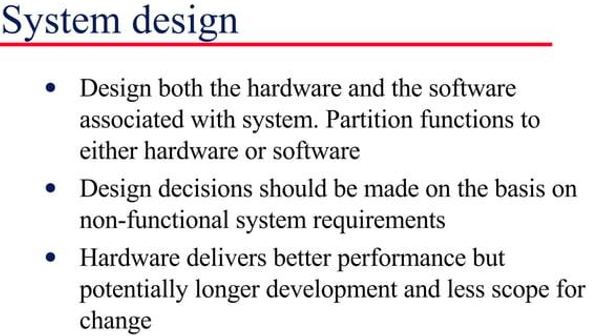 System design
• Design both the hardware and the software
associated with system. Partition functions to
either hardware or software
• Design decisions should be made on the basis on
non-functional system requirements
• Hardware delivers better performance but
potentially longer development and less scope for
change